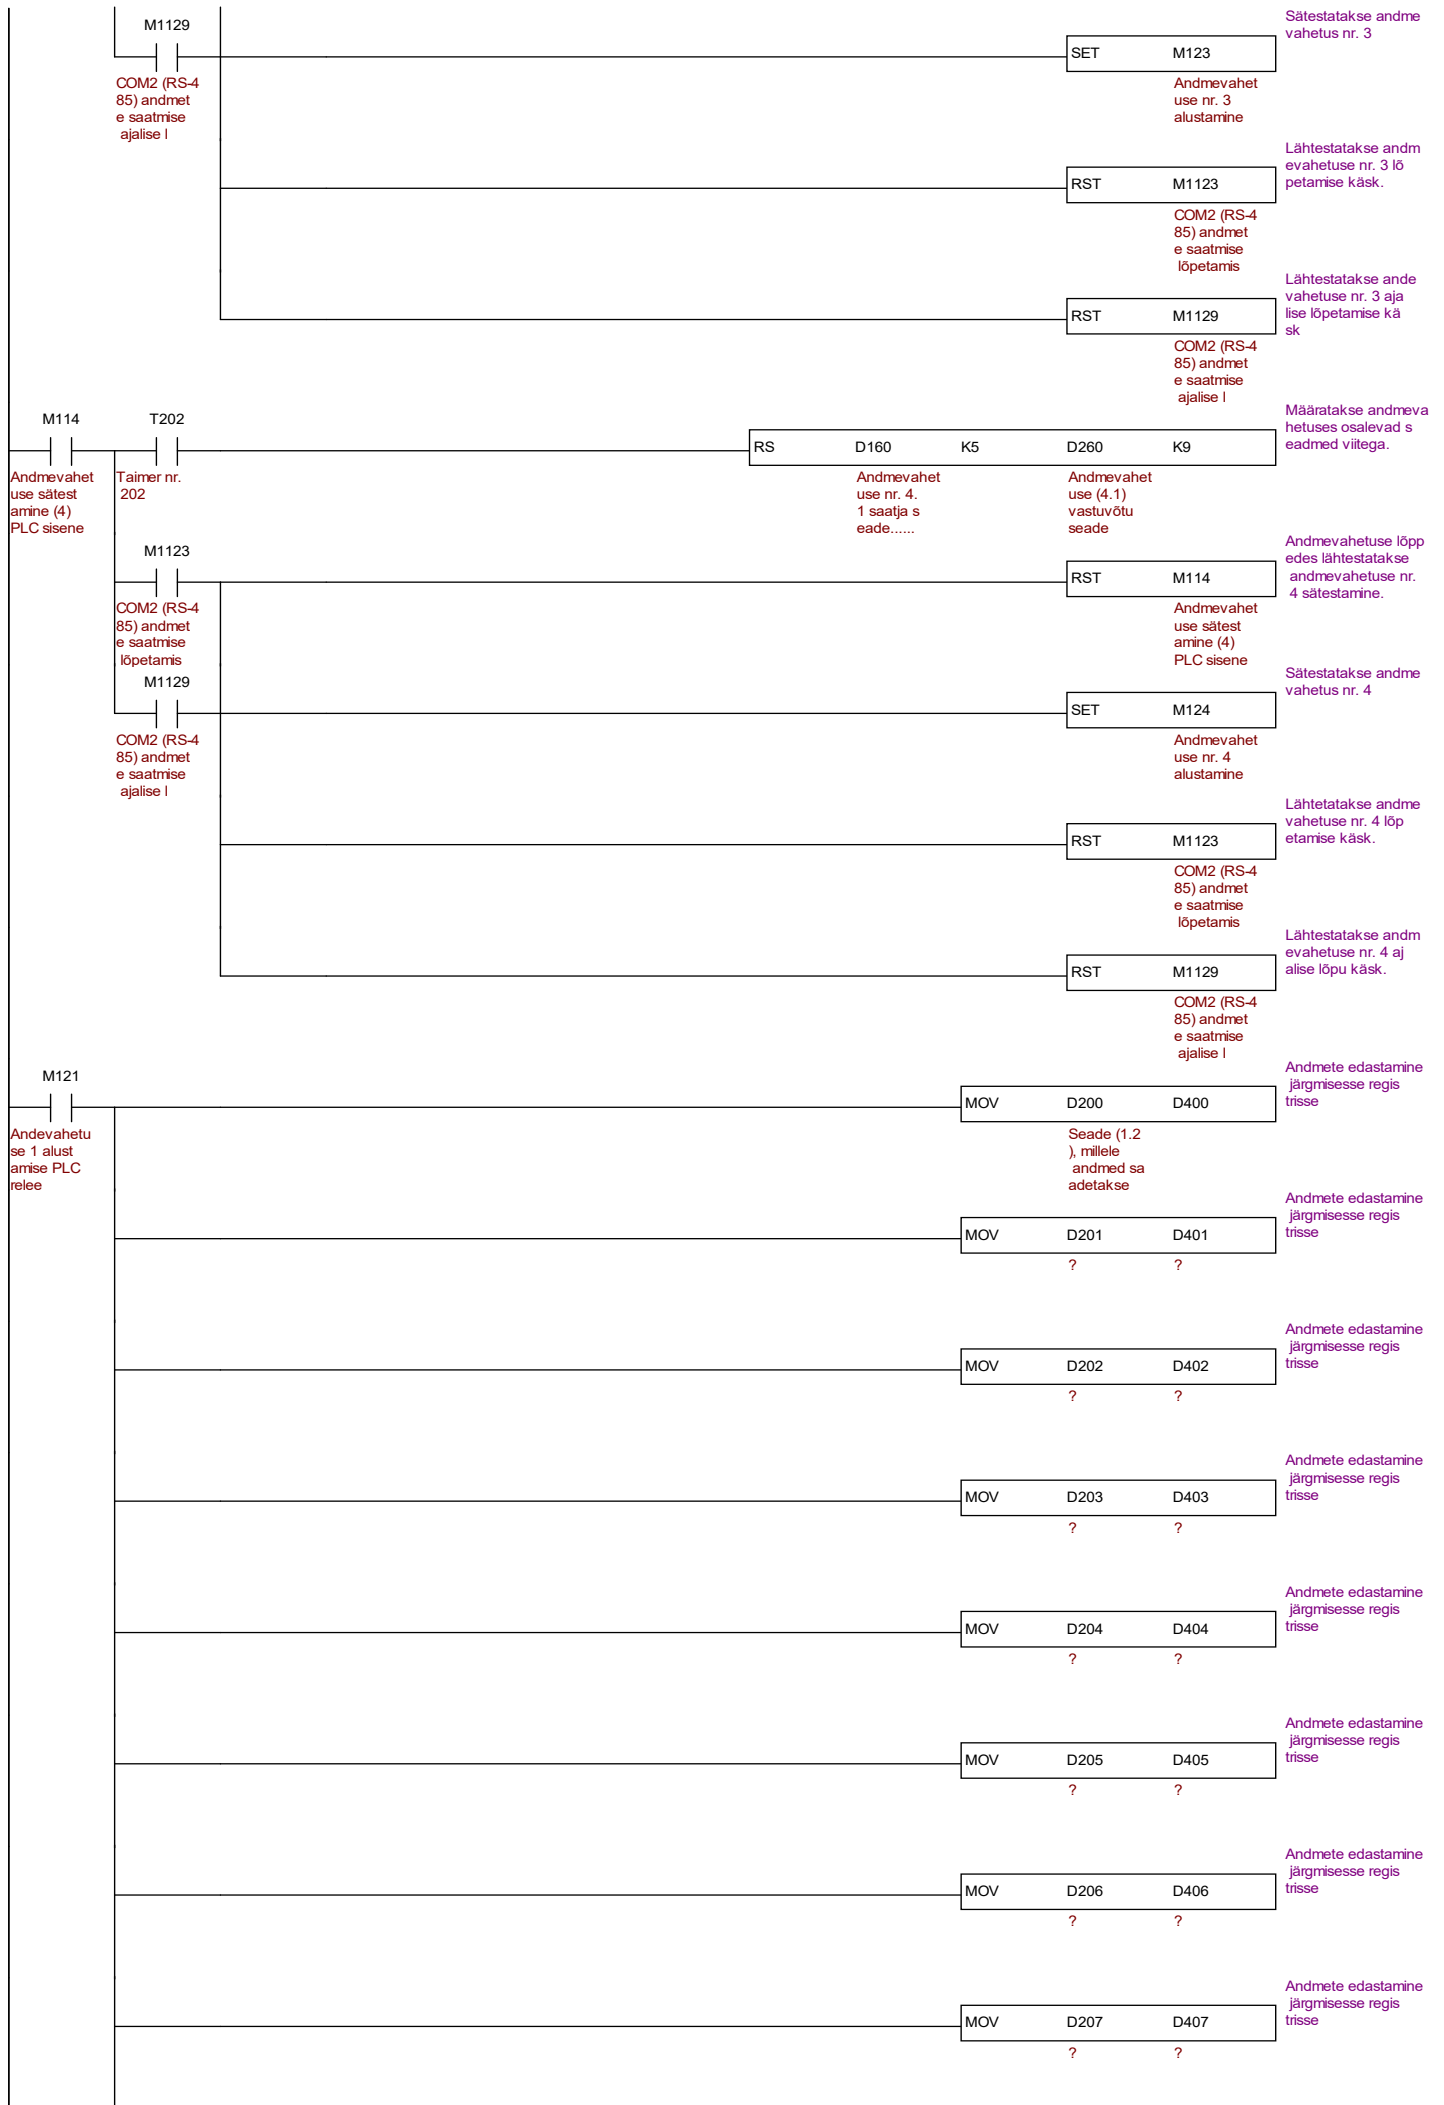 M1129
COM2 (RS-4
85) andmet
e saatmise
ajalise l
SET M123
Andmevahet
use nr. 3
alustamine
Sätestatakse andme
vahetus nr. 3
RST M1123
COM2 (RS-4
85) andmet
e saatmise
lõpetamis
Lähtestatakse andm
evahetuse nr. 3 lõ
petamise käsk.
RST M1129
COM2 (RS-4
85) andmet
e saatmise
ajalise l
Lähtestatakse ande
vahetuse nr. 3 aja
lise lõpetamise kä
sk
M114
Andmevahet
use sätest
amine (4)
PLC sisene
T202
Taimer nr.
202
RS D160 K5 D260 K9
Andmevahet
use nr. 4.
1 saatja s
eade......
Andmevahet
use (4.1)
vastuvõtu
seade
Määratakse andmeva
hetuses osalevad s
eadmed viitega.
M1123
COM2 (RS-4
85) andmet
e saatmise
lõpetamis
RST M114
Andmevahet
use sätest
amine (4)
PLC sisene
Andmevahetuse lõpp
edes lähtestatakse
andmevahetuse nr.
4 sätestamine.
M1129
COM2 (RS-4
85) andmet
e saatmise
ajalise l
SET M124
Andmevahet
use nr. 4
alustamine
Sätestatakse andme
vahetus nr. 4
RST M1123
COM2 (RS-4
85) andmet
e saatmise
lõpetamis
Lähtetatakse andme
vahetuse nr. 4 lõp
etamise käsk.
RST M1129
COM2 (RS-4
85) andmet
e saatmise
ajalise l
Lähtestatakse andm
evahetuse nr. 4 aj
alise lõpu käsk.
M121
Andevahetu
se 1 alust
amise PLC
relee
MOV D200 D400
Seade (1.2
), millele
andmed sa
adetakse
Andmete edastamine
järgmisesse regis
trisse
MOV D201 D401
? ?
Andmete edastamine
järgmisesse regis
trisse
MOV D202 D402
? ?
Andmete edastamine
järgmisesse regis
trisse
MOV D203 D403
? ?
Andmete edastamine
järgmisesse regis
trisse
MOV D204 D404
? ?
Andmete edastamine
järgmisesse regis
trisse
MOV D205 D405
? ?
Andmete edastamine
järgmisesse regis
trisse
MOV D206 D406
? ?
Andmete edastamine
järgmisesse regis
trisse
MOV D207 D407
? ?
Andmete edastamine
järgmisesse regis
trisse